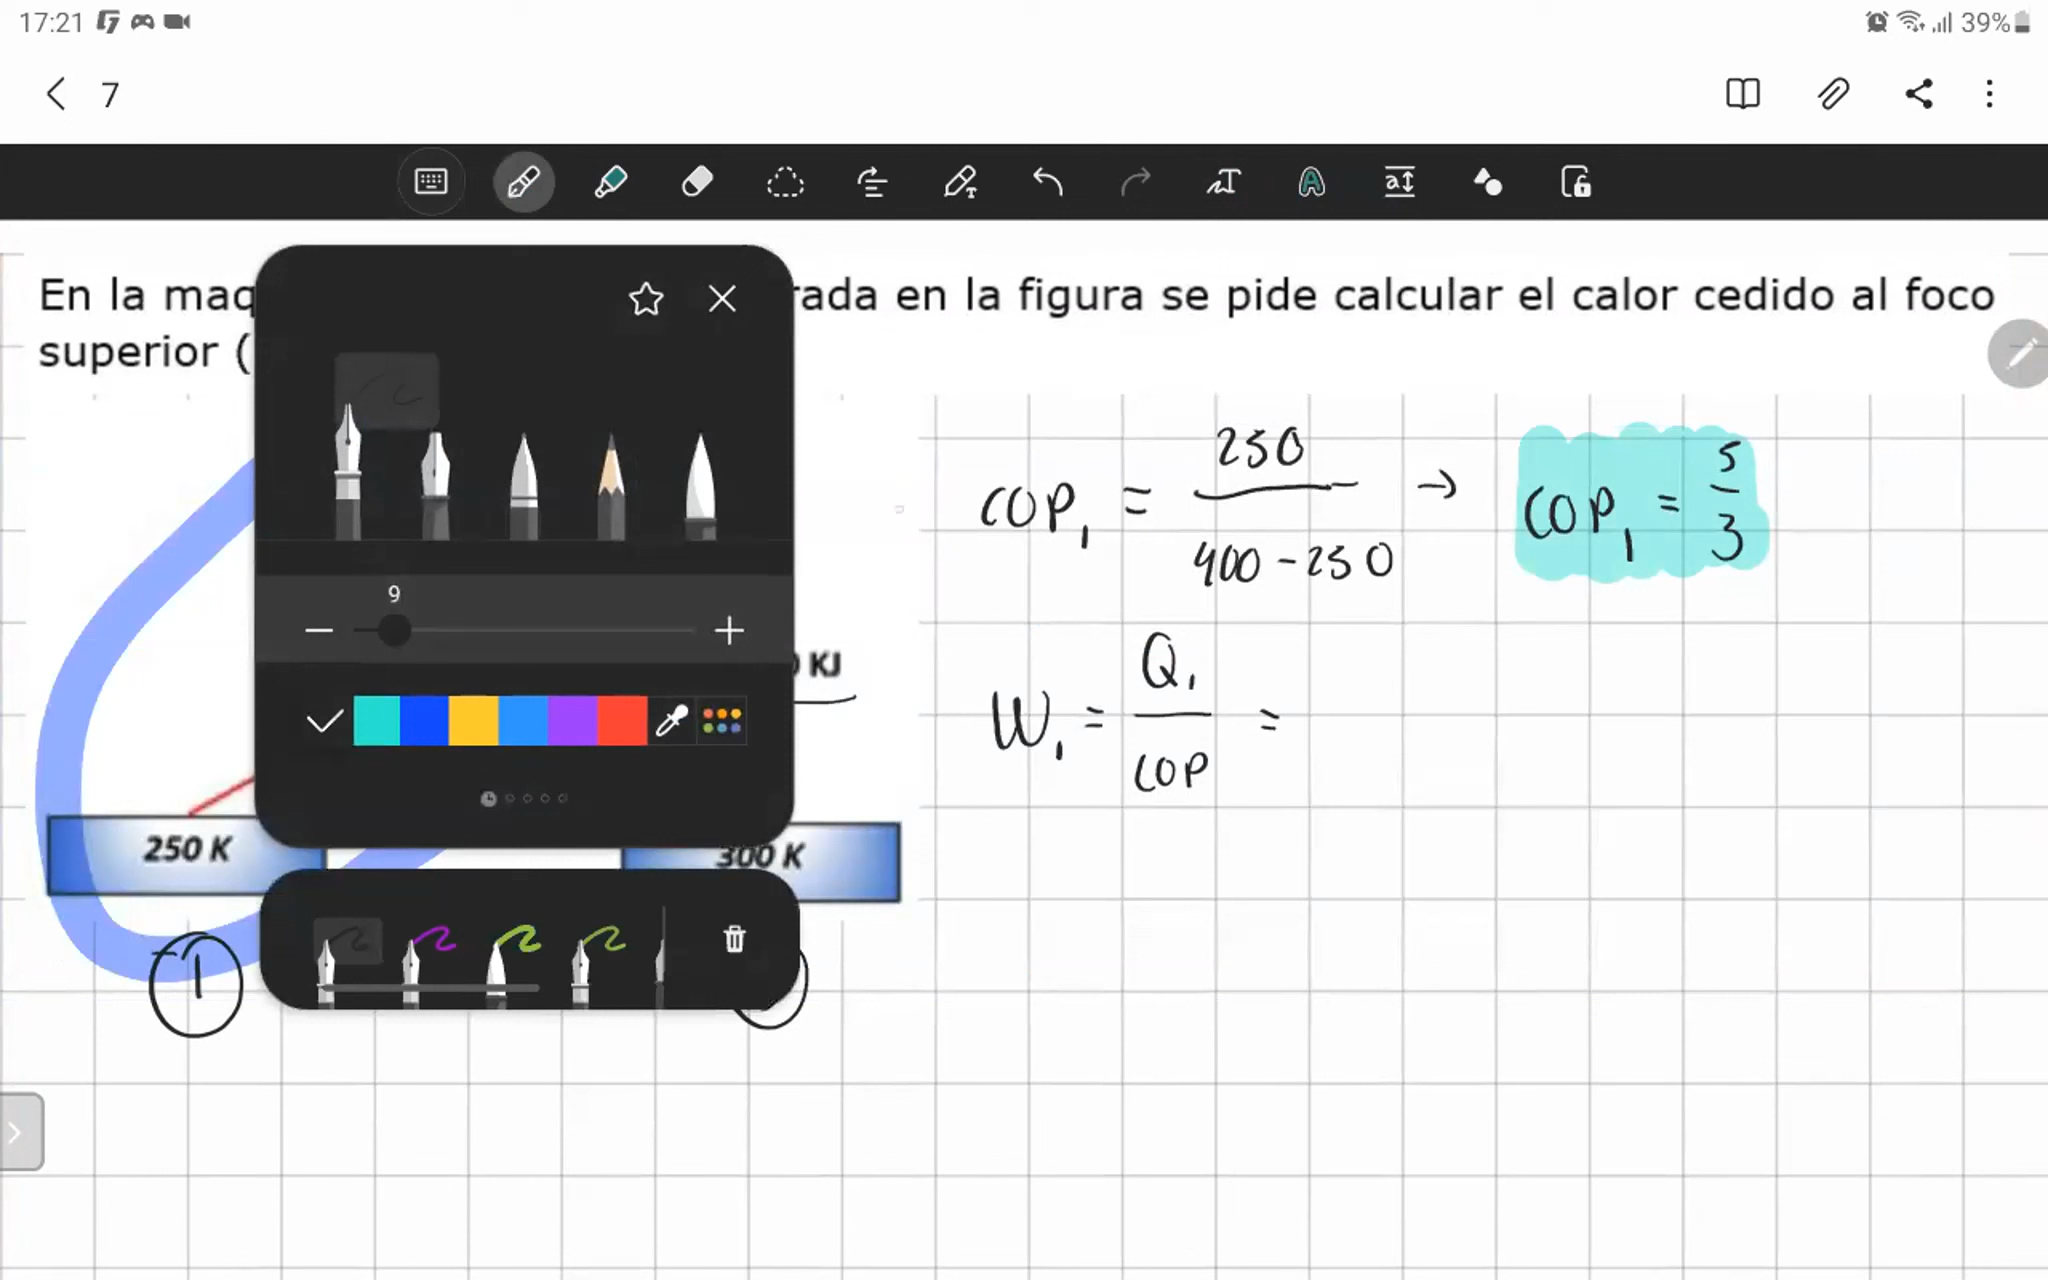 17:21 39%
7
En la maq rada en la figura se pide calcular el calor cedido al foco
superior (
9
KJ
250 K
300 K
1
COP₁ = 250 / 400 - 250 → COP₁ = 5 / 3
W₁ = Q₁ / COP =